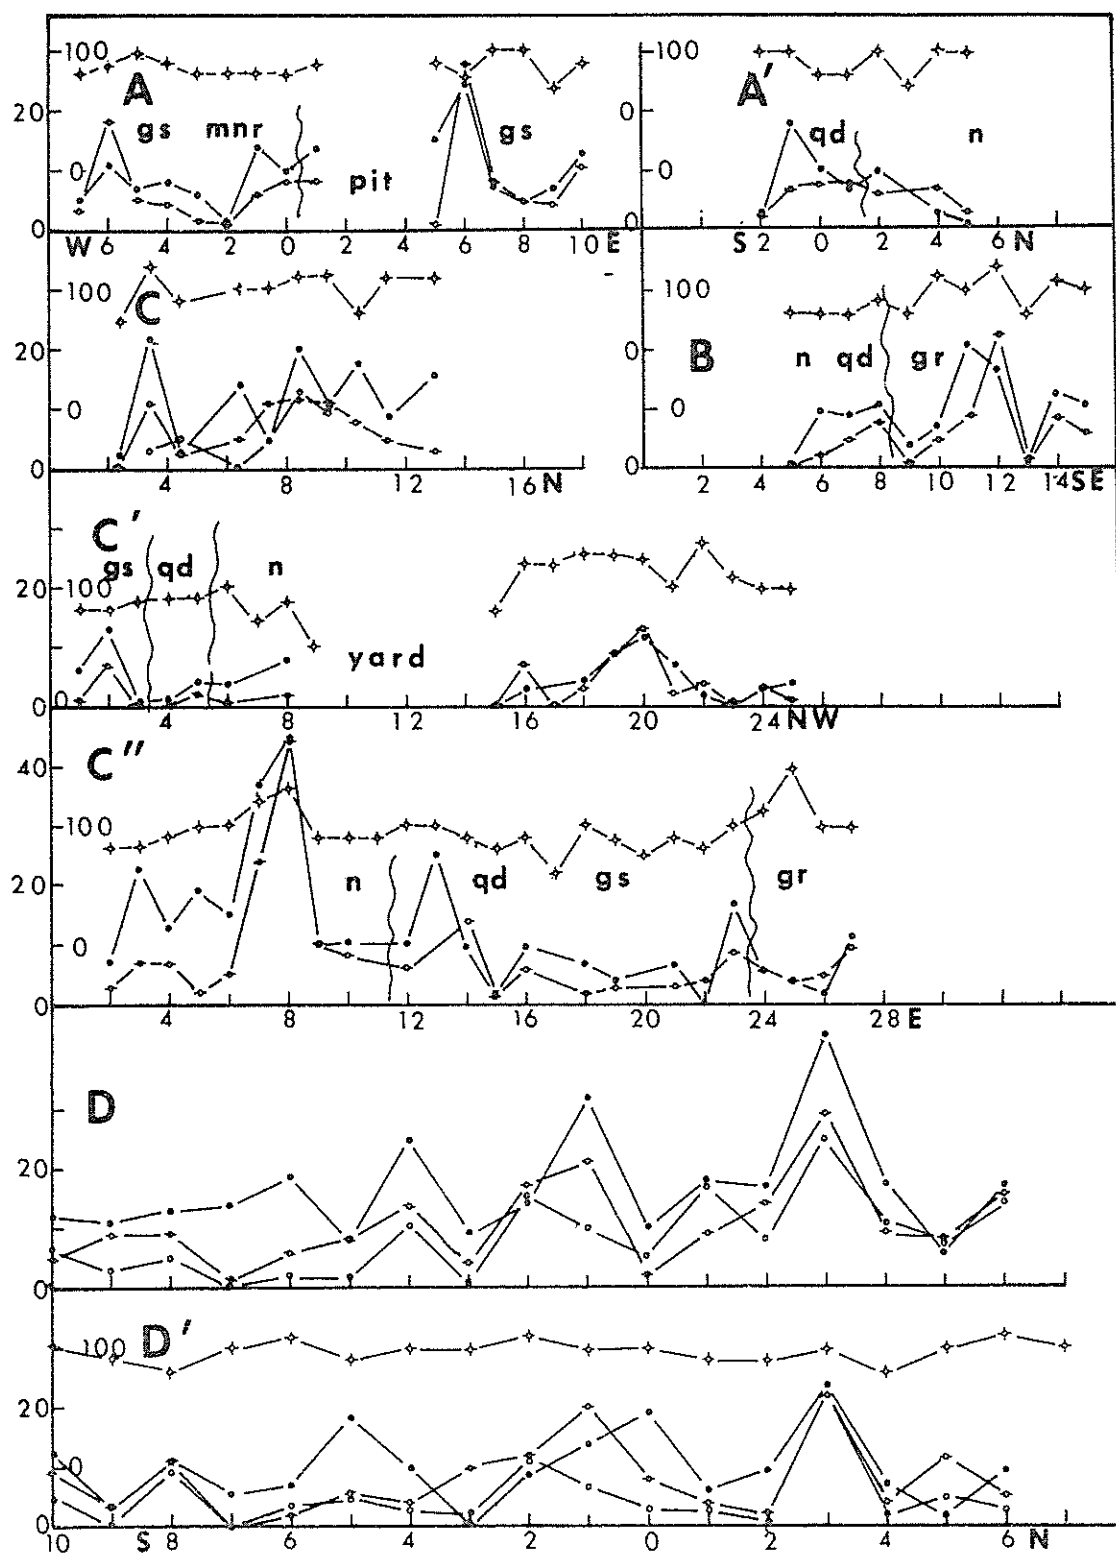 100 100
A A′
20 0
gs mnr gs qd n
0 0
pit
0 0
W 6 4 2 0 2 4 6 8 10 E S 2 0 2 4 6 N
100 100
C
20 0 B n qd gr
0 0
0 0
4 8 12 16 N 2 4 6 8 10 12 14 SE
C′
gs qd n
100
20
yard
0 0
4 8 12 16 20 24 NW
C″
40
100
n qd gs gr
20
0
0
4 8 12 16 20 24 28 E
D
20
0
100 D′
20
0
0
10 S 8 6 4 2 0 2 4 6 N